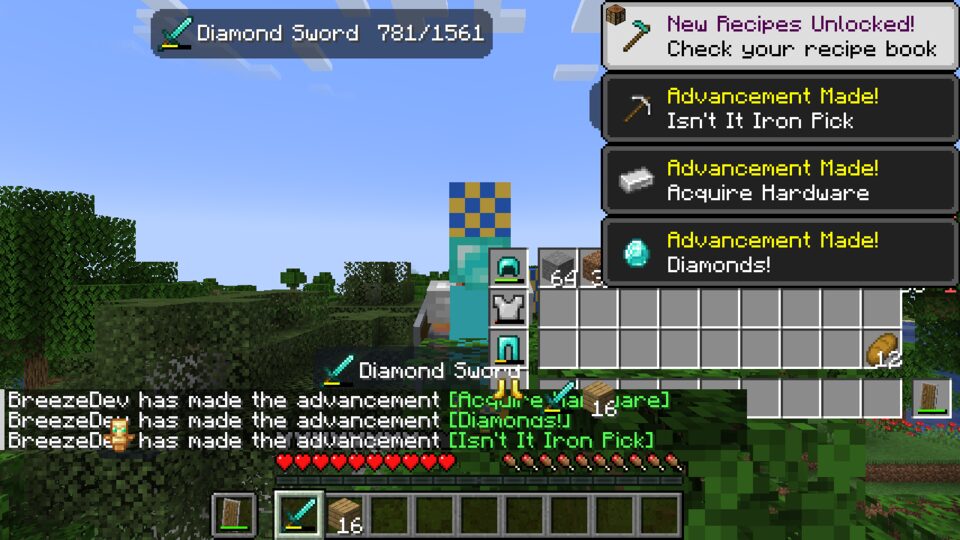 Diamond Sword 781/1561
New Recipes Unlocked!
Check your recipe book
Advancement Made!
Isn't It Iron Pick
Advancement Made!
Acquire Hardware
Advancement Made!
Diamonds!
64
12
Diamond Sword
16
BreezeDev has made the advancement [Acquire Hardware]
BreezeDev has made the advancement [Diamonds!]
BreezeDev has made the advancement [Isn't It Iron Pick]
16